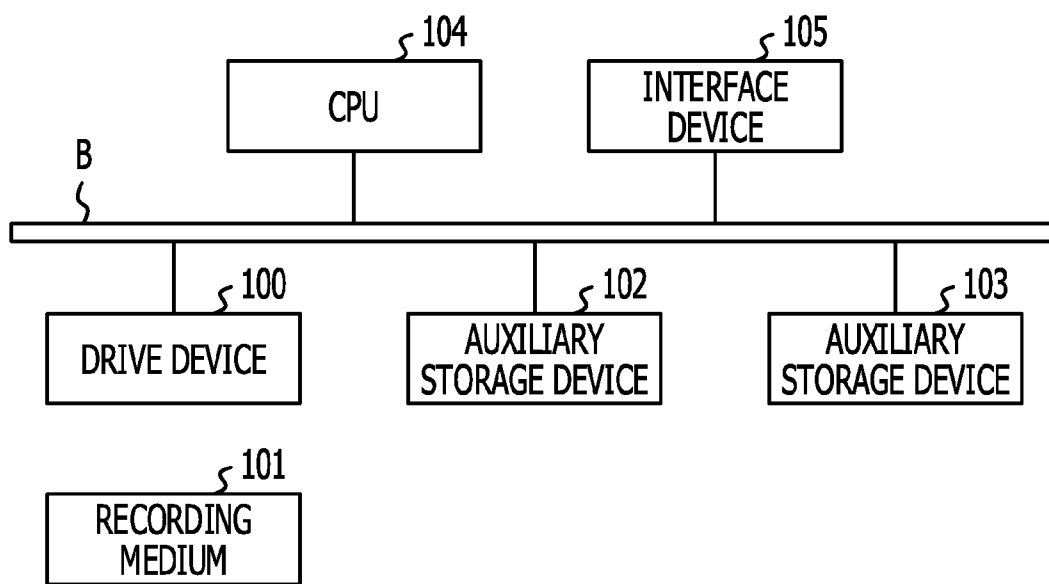 104
CPU
105
INTERFACE
DEVICE
B
100
DRIVE DEVICE
102
AUXILIARY
STORAGE DEVICE
103
AUXILIARY
STORAGE DEVICE
101
RECORDING
MEDIUM